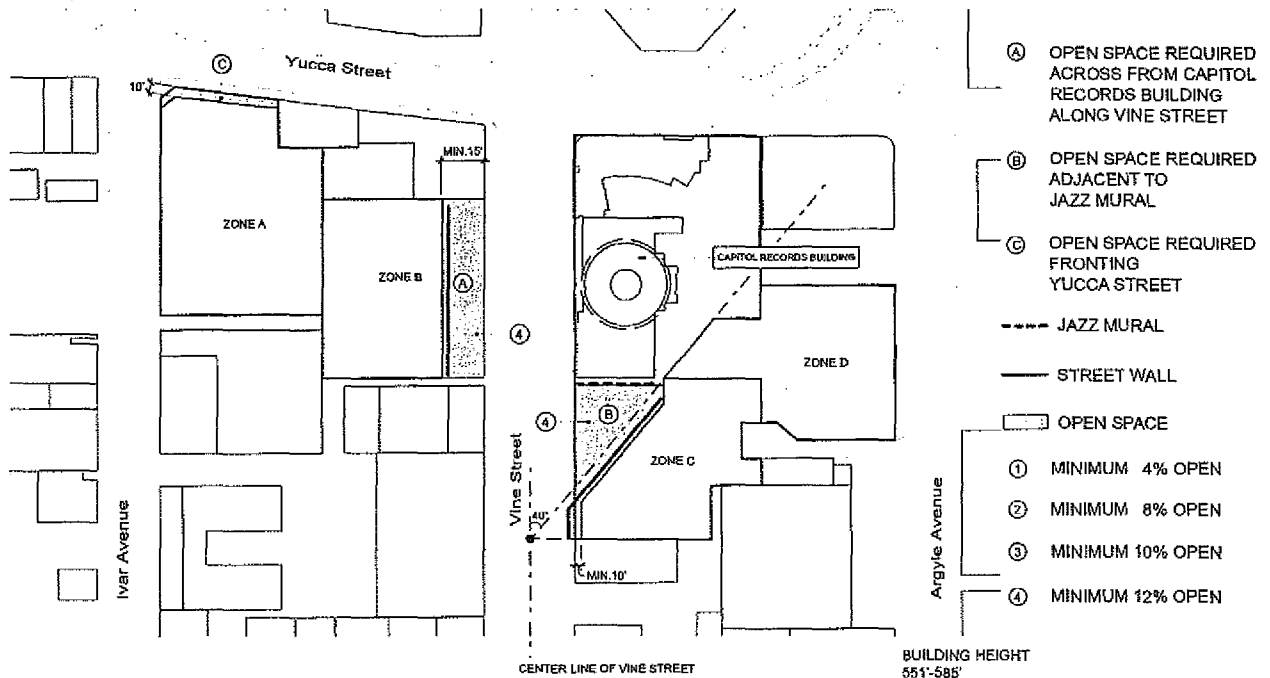 Yucca Street
C
10'
MIN.15'
ZONE A
ZONE B
A
4
CAPITOL RECORDS BUILDING
ZONE D
B
4
ZONE C
Vine Street
Ivar Avenue
Argyle Avenue
MIN.10'
CENTER LINE OF VINE STREET
BUILDING HEIGHT
551'-585'
A OPEN SPACE REQUIRED
ACROSS FROM CAPITOL
RECORDS BUILDING
ALONG VINE STREET
B OPEN SPACE REQUIRED
ADJACENT TO
JAZZ MURAL
C OPEN SPACE REQUIRED
FRONTING
YUCCA STREET
JAZZ MURAL
STREET WALL
OPEN SPACE
1 MINIMUM 4% OPEN
2 MINIMUM 8% OPEN
3 MINIMUM 10% OPEN
4 MINIMUM 12% OPEN